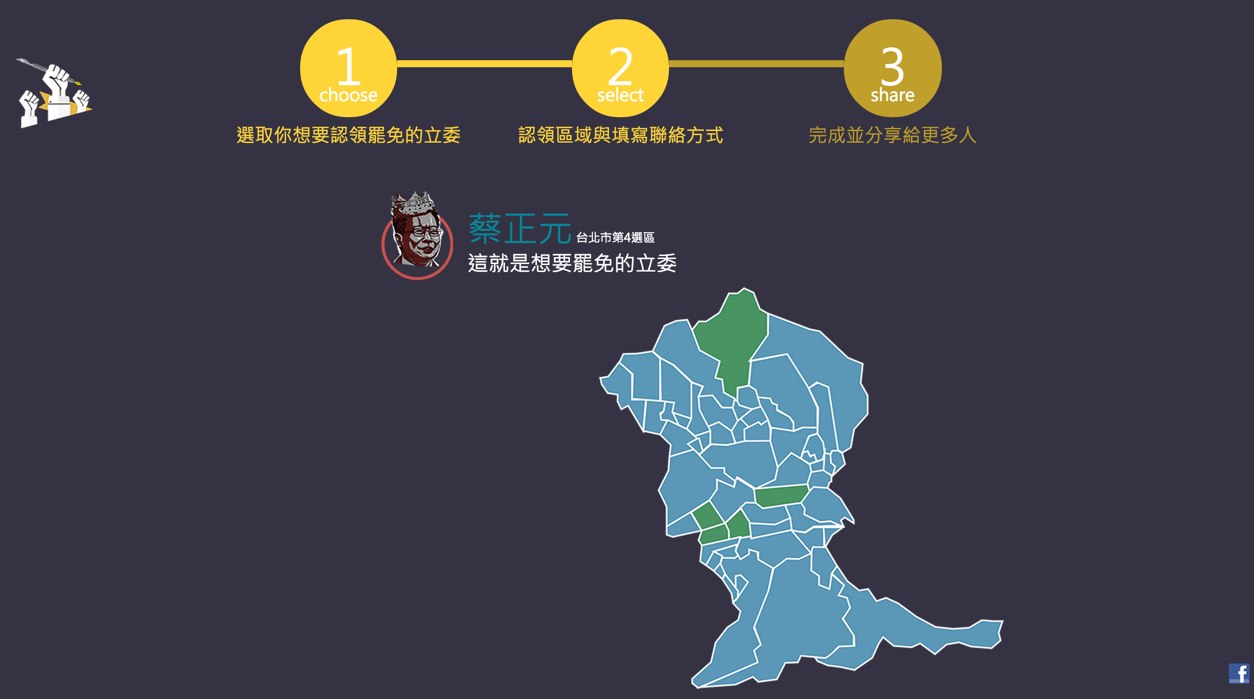 1
choose
選取你想要認領罷免的立委
2
select
認領區域與填寫聯絡方式
3
share
完成並分享給更多人
蔡正元 台北市第4選區
這就是想要罷免的立委
f